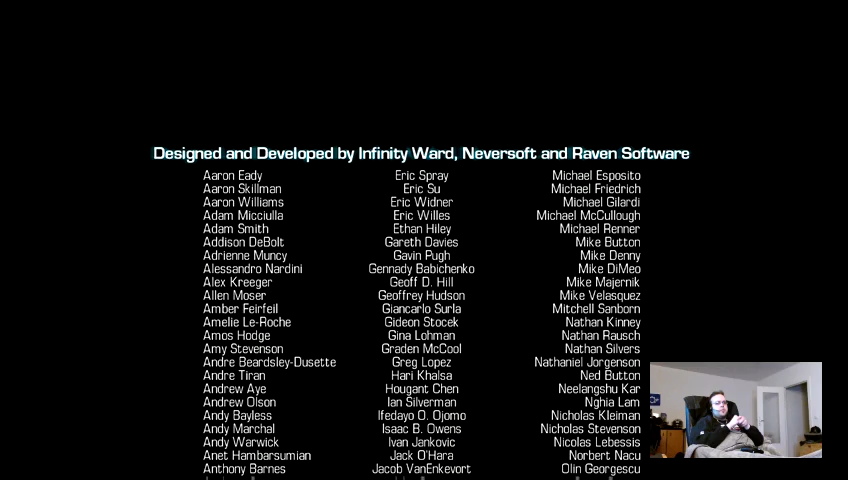 Designed and Developed by Infinity Ward, Neversoft and Raven Software
Aaron Eady Eric Spray Michael Esposito
Aaron Skillman Eric Su Michael Friedrich
Aaron Williams Eric Widner Michael Gilardi
Adam Micciulla Eric Willes Michael McCullough
Adam Smith Ethan Hiley Michael Renner
Addison DeBolt Gareth Davies Mike Button
Adrienne Muncy Gavin Pugh Mike Denny
Alessandro Nardini Gennady Babichenko Mike DiMeo
Alex Kreeger Geoff D. Hill Mike Majernik
Allen Moser Geoffrey Hudson Mike Velasquez
Amber Feirfeil Giancarlo Surla Mitchell Sanborn
Amelie Le-Roche Gideon Stocek Nathan Kinney
Amos Hodge Gina Lohman Nathan Rausch
Amy Stevenson Graden McCool Nathan Silvers
Andre Beardsley-Dusette Greg Lopez Nathaniel Jorgenson
Andre Tiran Hari Khalsa Ned Button
Andrew Aye Hougant Chen Neelangshu Kar
Andrew Olson Ian Silverman Nghia Lam
Andy Bayless Ifedayo O. Ojomo Nicholas Kleiman
Andy Marchal Isaac B. Owens Nicholas Stevenson
Andy Warwick Ivan Jankovic Nicolas Lebessis
Anet Hambarsumian Jack O'Hara Norbert Nacu
Anthony Barnes Jacob VanEnkevort Olin Georgescu